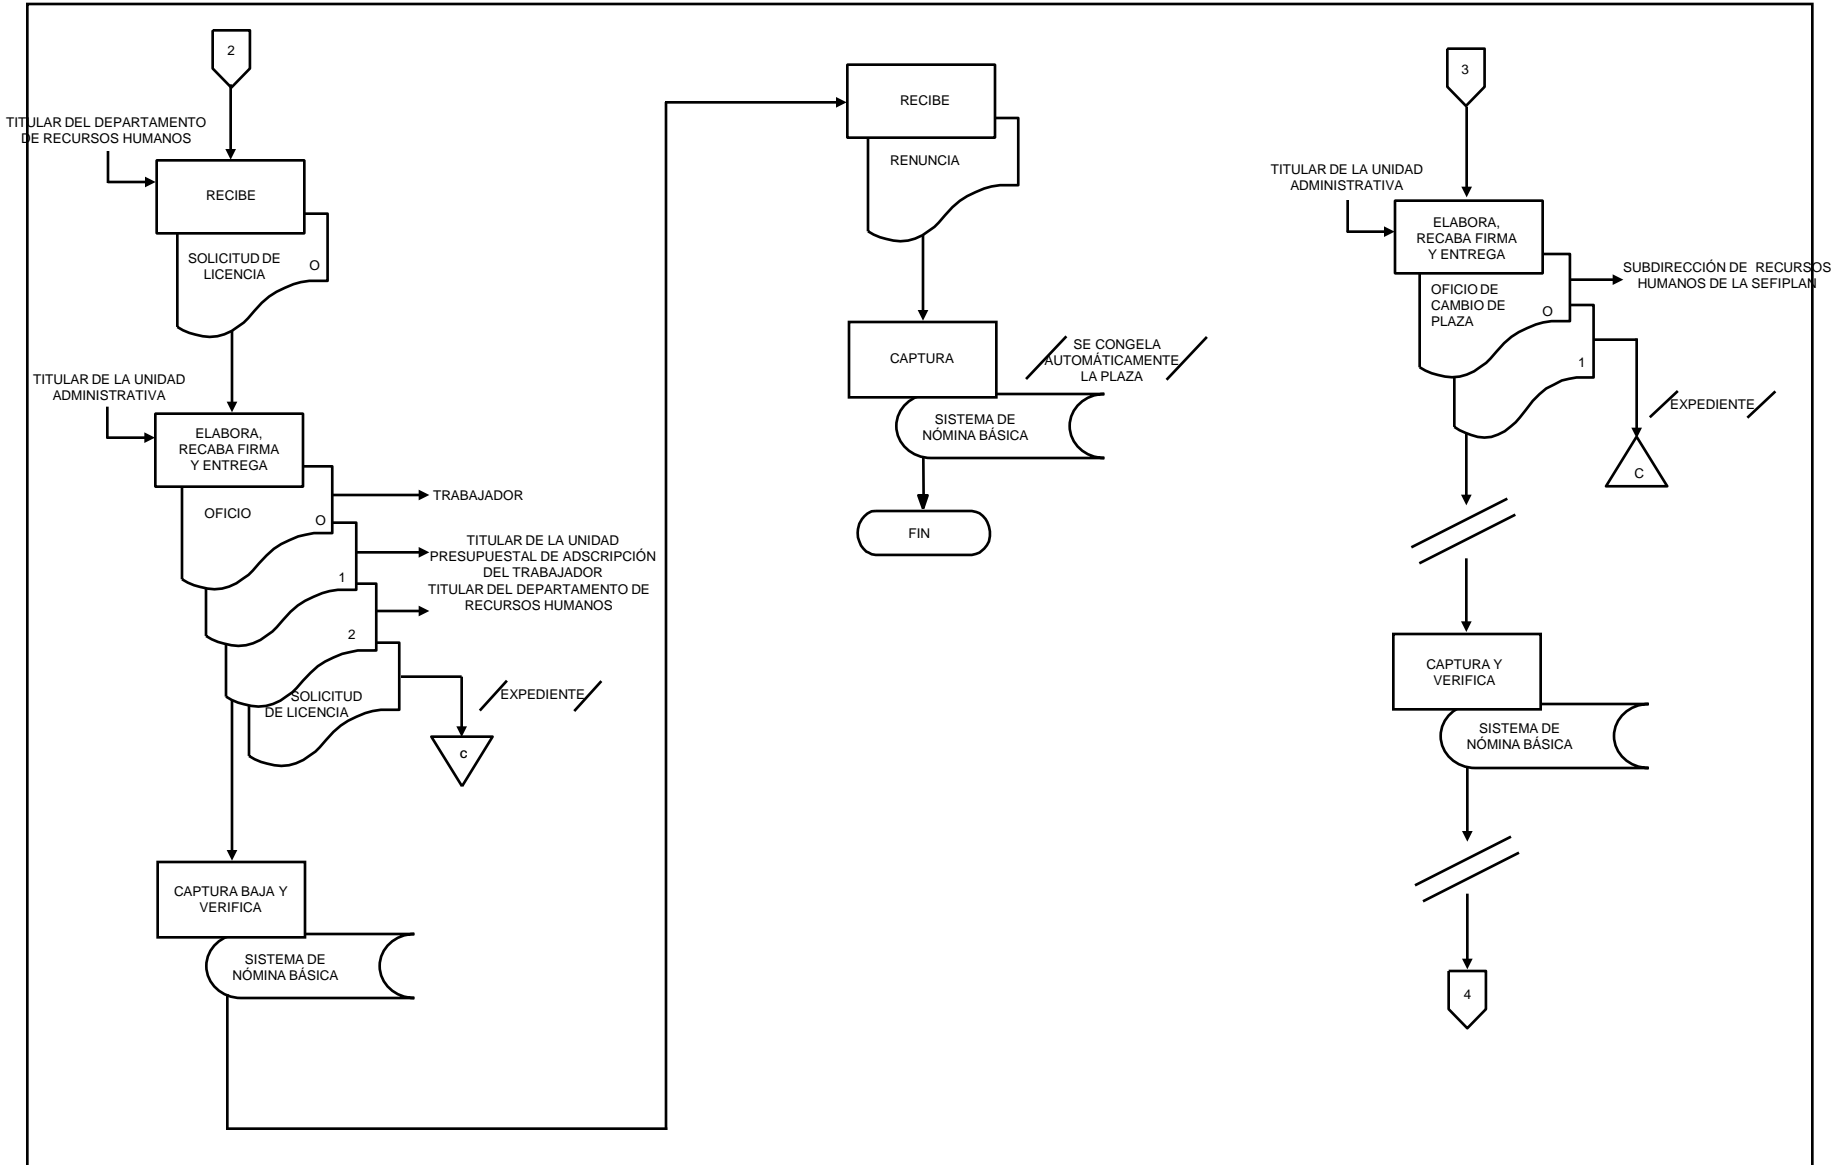 2
TITULAR DEL DEPARTAMENTO
DE RECURSOS HUMANOS
RECIBE
SOLICITUD DE
LICENCIA
O
TITULAR DE LA UNIDAD
ADMINISTRATIVA
ELABORA,
RECABA FIRMA
Y ENTREGA
OFICIO
O
TRABAJADOR
1
TITULAR DE LA UNIDAD
PRESUPUESTAL DE ADSCRIPCIÓN
DEL TRABAJADOR
TITULAR DEL DEPARTAMENTO DE
RECURSOS HUMANOS
2
SOLICITUD
DE LICENCIA
EXPEDIENTE
c
CAPTURA BAJA Y
VERIFICA
SISTEMA DE
NÓMINA BÁSICA
RECIBE
RENUNCIA
CAPTURA
SE CONGELA
AUTOMÁTICAMENTE
LA PLAZA
SISTEMA DE
NÓMINA BÁSICA
FIN
3
TITULAR DE LA UNIDAD
ADMINISTRATIVA
ELABORA,
RECABA FIRMA
Y ENTREGA
SUBDIRECCIÓN DE RECURSOS
HUMANOS DE LA SEFIPLAN
OFICIO DE
CAMBIO DE
PLAZA
O
1
EXPEDIENTE
C
CAPTURA Y
VERIFICA
SISTEMA DE
NÓMINA BÁSICA
4